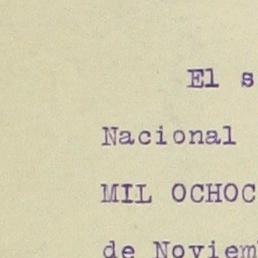 El s
Nacional
MIL OCHOC
de Noviem